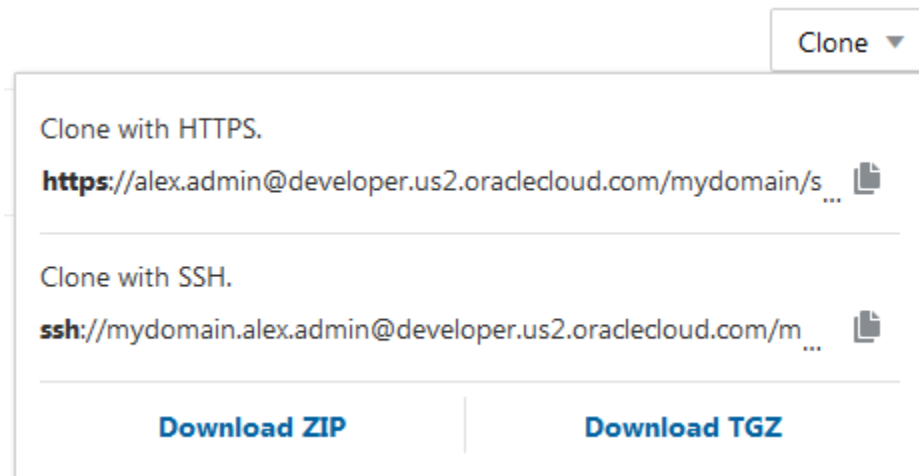 Clone
Clone with HTTPS.
https://alex.admin@developer.us2.oraclecloud.com/mydomain/s...
Clone with SSH.
ssh://mydomain.alex.admin@developer.us2.oraclecloud.com/m...
Download ZIP
Download TGZ